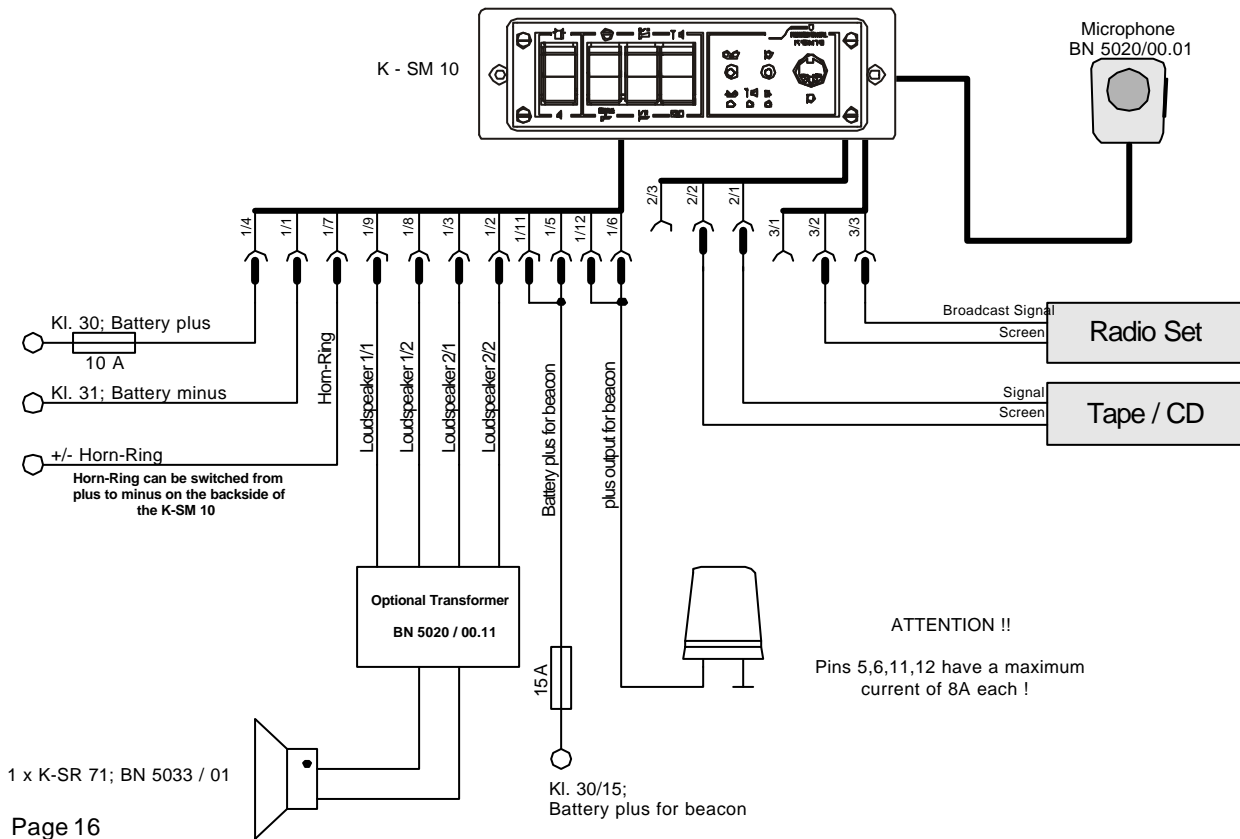 Microphone
BN 5020/00.01
K - SM 10
2/3
2/2
2/1
1/4
1/1
1/7
1/9
1/8
1/3
1/2
1/11
1/5
1/12
1/6
3/1
3/2
3/3
Kl. 30; Battery plus
10 A
Kl. 31; Battery minus
+/- Horn-Ring
Horn-Ring can be switched from
plus to minus on the backside of
the K-SM 10
Horn-Ring
Loudspeaker 1/1
Loudspeaker 1/2
Loudspeaker 2/1
Loudspeaker 2/2
Battery plus for beacon
plus output for beacon
Broadcast Signal
Screen
Radio Set
Signal
Screen
Tape / CD
Optional Transformer
BN 5020 / 00.11
15 A
ATTENTION !!
Pins 5,6,11,12 have a maximum
current of 8A each !
1 x K-SR 71; BN 5033 / 01
Kl. 30/15;
Battery plus for beacon
Page 16